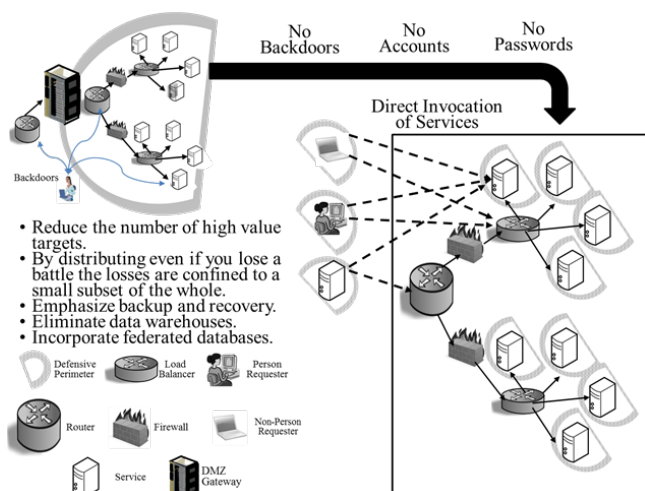 No
Backdoors
No
Accounts
No
Passwords
Direct Invocation
of Services
Backdoors
• Reduce the number of high value
targets.
• By distributing even if you lose a
battle the losses are confined to a
small subset of the whole.
• Emphasize backup and recovery.
• Eliminate data warehouses.
• Incorporate federated databases.
Defensive
Perimeter
Load
Balancer
Person
Requester
Router
Firewall
Non-Person
Requester
Service
DMZ
Gateway